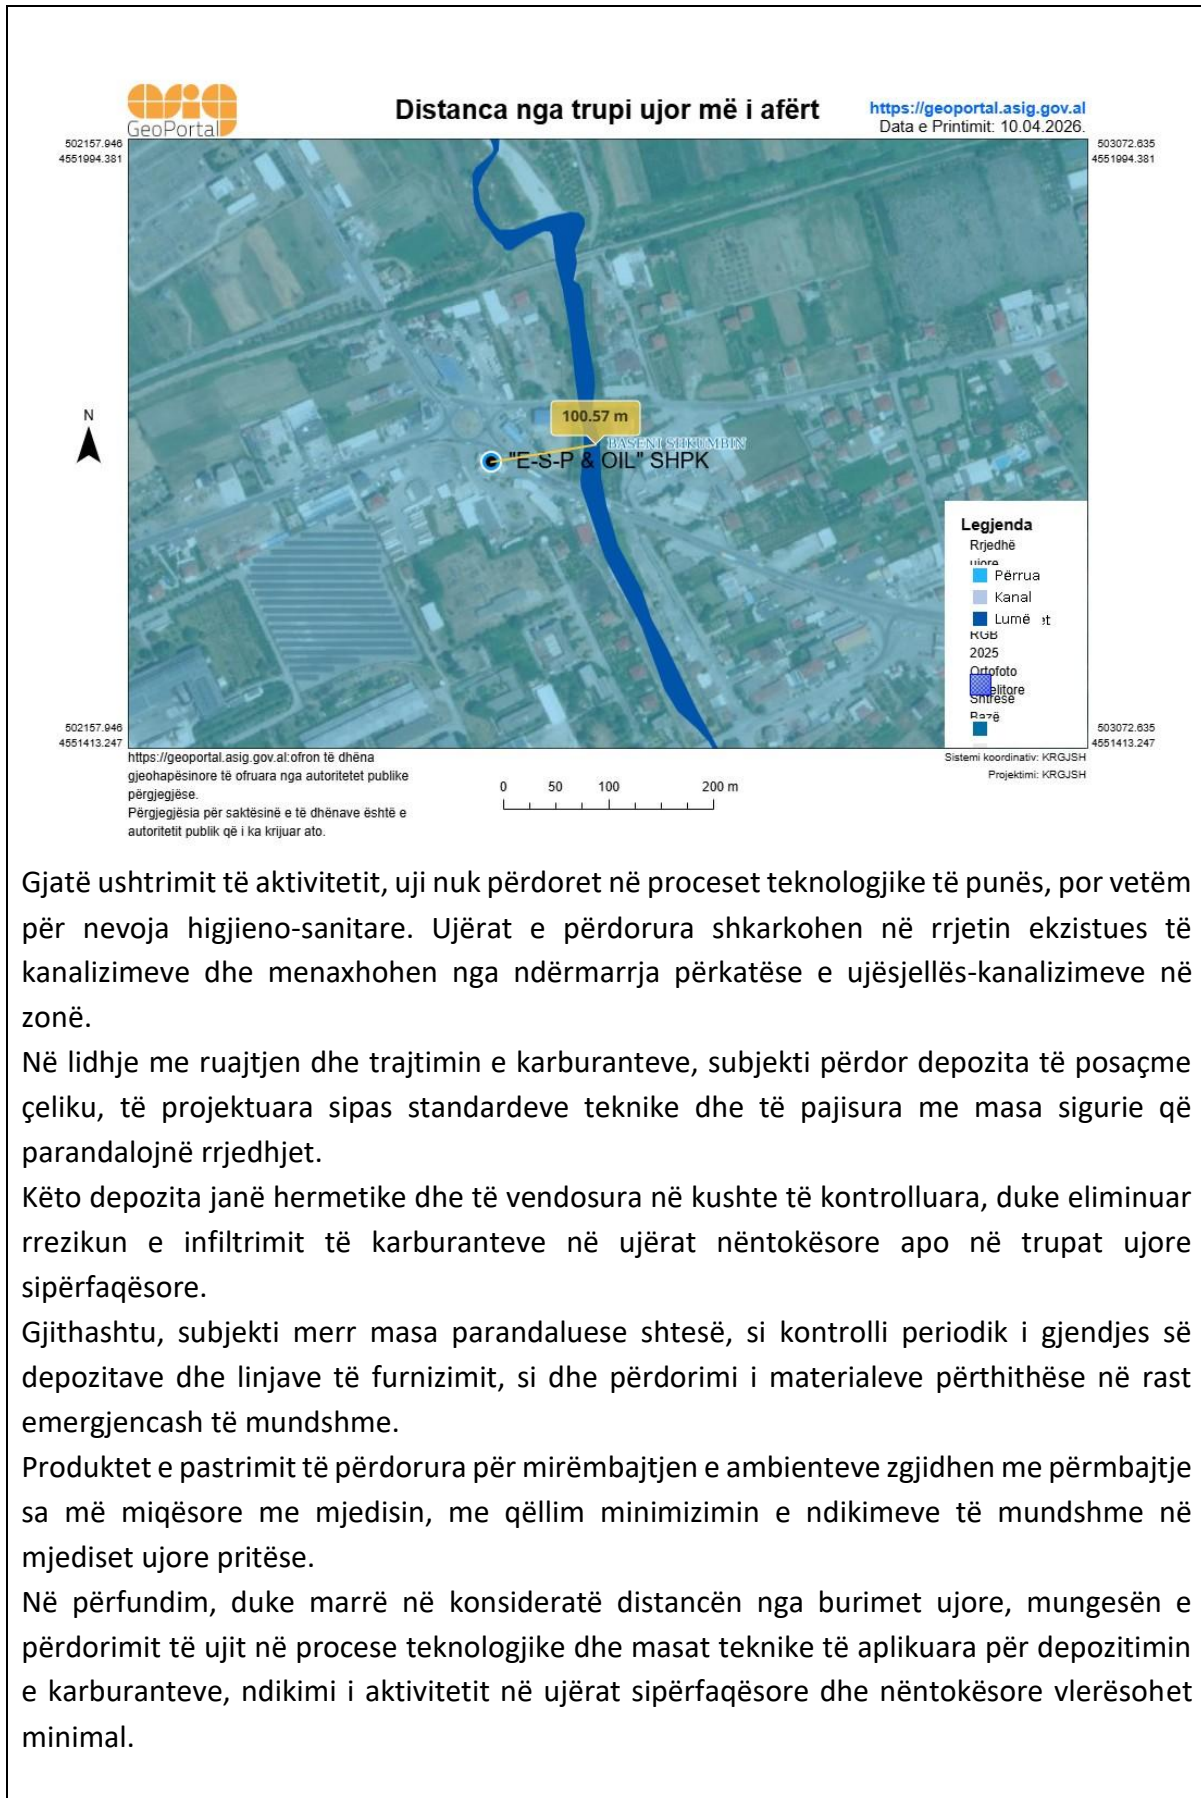 asig
GeoPortal
Distanca nga trupi ujor më i afërt
https://geoportal.asig.gov.al
Data e Printimit: 10.04.2026.
502157.946
4551994.381
503072.635
4551994.381
N
100.57 m
BASENI SHKUMBIN
"E-S-P & OIL" SHPK
Legjenda
Rrjedhë
ujore
Përrua
Kanal
Lumë et
RGB
2025
Ortofoto
elitore
Shtresë
Bazë
502157.946
4551413.247
503072.635
4551413.247
https://geoportal.asig.gov.al:ofron të dhëna
gjeohapësinore të ofruara nga autoritetet publike
përgjegjëse.
Përgjegjësia për saktësinë e të dhënave është e
autoritetit publik që i ka krijuar ato.
0 50 100 200 m
Sistemi koordinativ: KRGJSH
Projektimi: KRGJSH
Gjatë ushtrimit të aktivitetit, uji nuk përdoret në proceset teknologjike të punës, por vetëm
për nevoja higjieno-sanitare. Ujërat e përdorura shkarkohen në rrjetin ekzistues të
kanalizimeve dhe menaxhohen nga ndërmarrja përkatëse e ujësjellës-kanalizimeve në
zonë.
Në lidhje me ruajtjen dhe trajtimin e karburanteve, subjekti përdor depozita të posaçme
çeliku, të projektuara sipas standardeve teknike dhe të pajisura me masa sigurie që
parandalojnë rrjedhjet.
Këto depozita janë hermetike dhe të vendosura në kushte të kontrolluara, duke eliminuar
rrezikun e infiltrimit të karburanteve në ujërat nëntokësore apo në trupat ujore
sipërfaqësore.
Gjithashtu, subjekti merr masa parandaluese shtesë, si kontrolli periodik i gjendjes së
depozitave dhe linjave të furnizimit, si dhe përdorimi i materialeve përthithëse në rast
emergjencash të mundshme.
Produktet e pastrimit të përdorura për mirëmbajtjen e ambienteve zgjidhen me përmbajtje
sa më miqësore me mjedisin, me qëllim minimizimin e ndikimeve të mundshme në
mjediset ujore pritëse.
Në përfundim, duke marrë në konsideratë distancën nga burimet ujore, mungesën e
përdorimit të ujit në procese teknologjike dhe masat teknike të aplikuara për depozitimin
e karburanteve, ndikimi i aktivitetit në ujërat sipërfaqësore dhe nëntokësore vlerësohet
minimal.